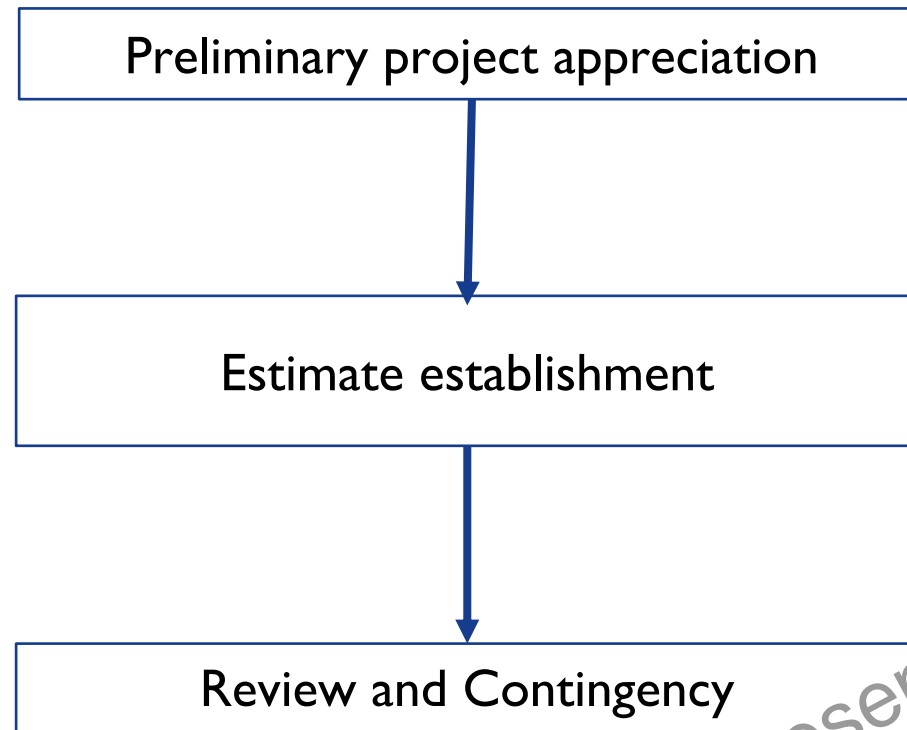 Preliminary project appreciation
Estimate establishment
Review and Contingency